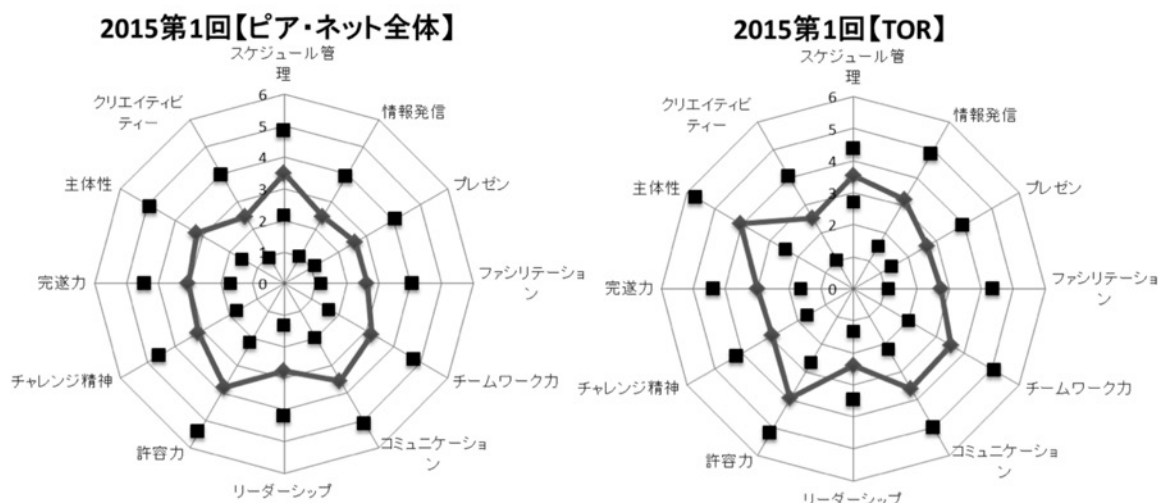 2015第1回【ピア・ネット全体】
スケジュール管
理
クリエイティビ
ティー
情報発信
主体性
プレゼン
完遂力
ファシリテーショ
ン
チャレンジ精神
チームワーク力
許容力
コミュニケーショ
ン
リーダーシップ
6
5
4
3
2
1
0
2015第1回【TOR】
スケジュール管
理
クリエイティビ
ティー
情報発信
主体性
プレゼン
完遂力
ファシリテーショ
ン
チャレンジ精神
チームワーク力
許容力
コミュニケーショ
ン
リーダーシップ
6
5
4
3
2
1
0